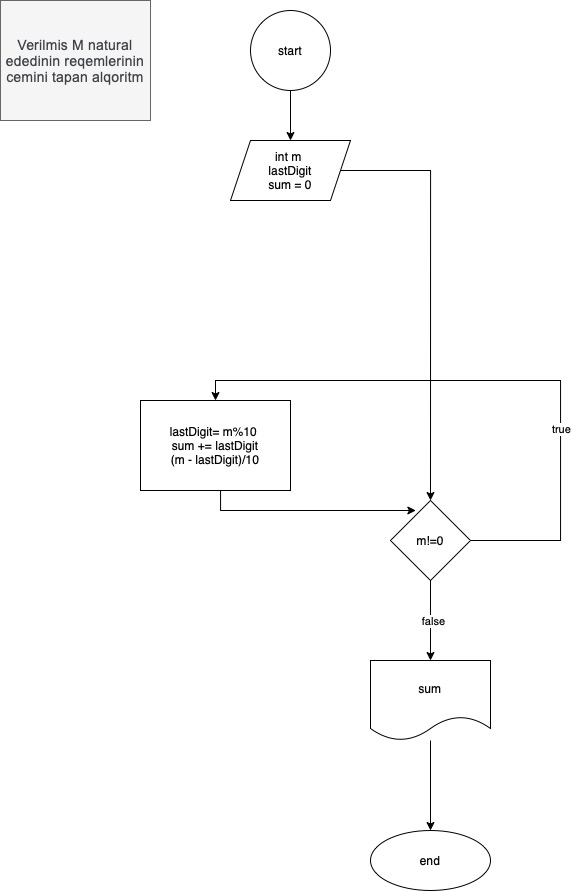 Verilmis M natural
ededinin reqemlerinin
cemini tapan alqoritm
start
int m
lastDigit
sum = 0
lastDigit= m%10
sum += lastDigit
(m - lastDigit)/10
true
m!=0
false
sum
end